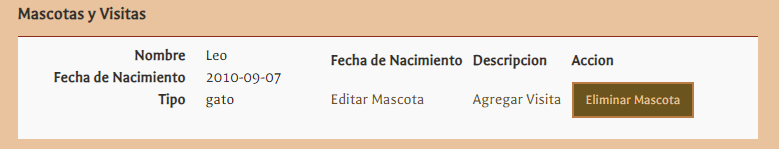 Mascotas y Visitas
Nombre Leo
Fecha de Nacimiento 2010-09-07
Tipo gato
Fecha de Nacimiento Descripcion Accion
Editar Mascota Agregar Visita Eliminar Mascota